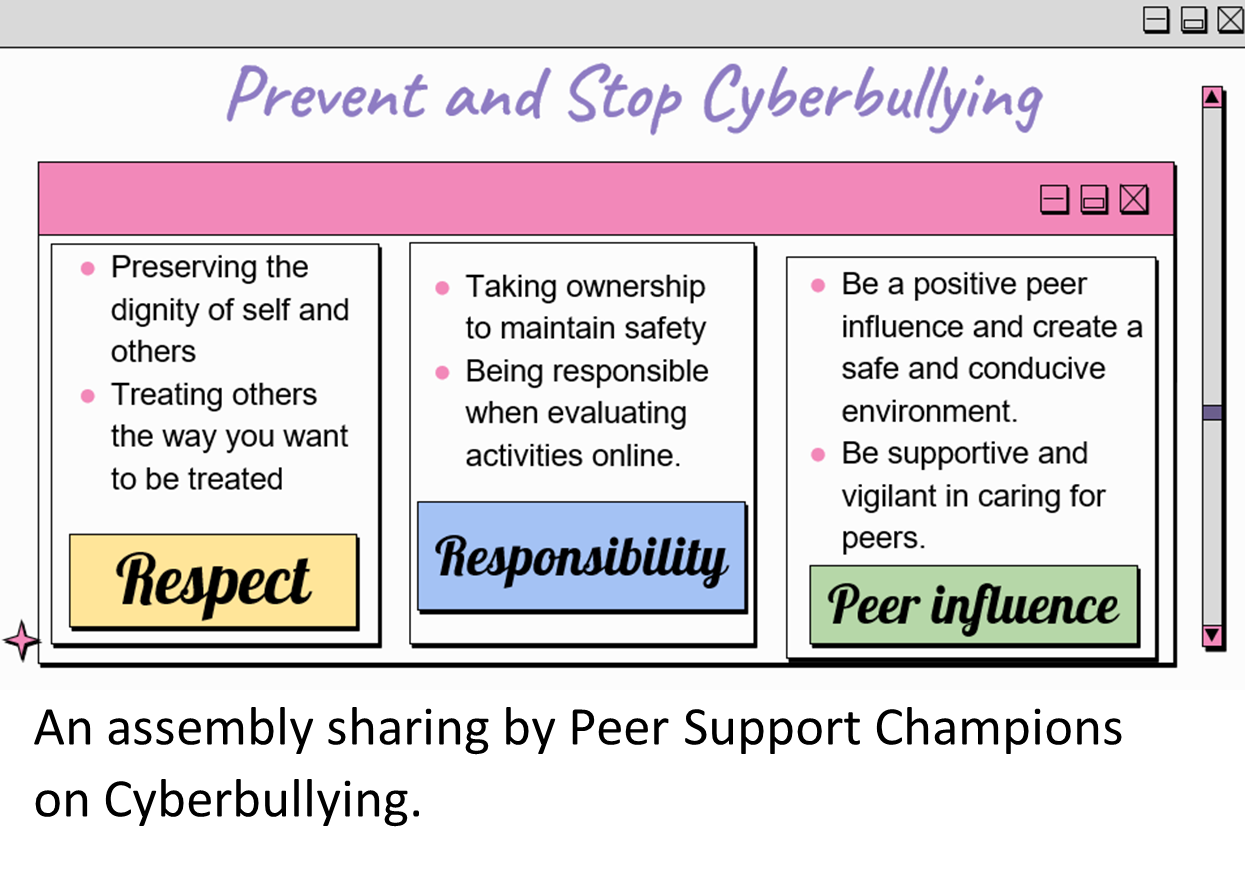 Prevent and Stop Cyberbullying
Preserving the
dignity of self and
others
Treating others
the way you want
to be treated
Respect
Taking ownership
to maintain safety
Being responsible
when evaluating
activities online.
Responsibility
Be a positive peer
influence and create a
safe and conducive
environment.
Be supportive and
vigilant in caring for
peers.
Peer influence
An assembly sharing by Peer Support Champions
on Cyberbullying.